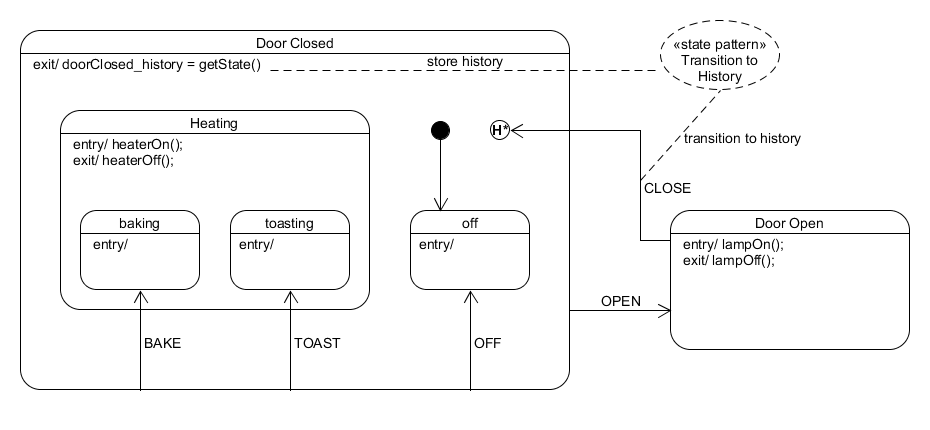 Door Closed
exit/ doorClosed_history = getState()
store history
«state pattern»
Transition to
History
Heating
entry/ heaterOn();
exit/ heaterOff();
H*
transition to history
CLOSE
baking
entry/
toasting
entry/
off
entry/
Door Open
entry/ lampOn();
exit/ lampOff();
OPEN
BAKE
TOAST
OFF